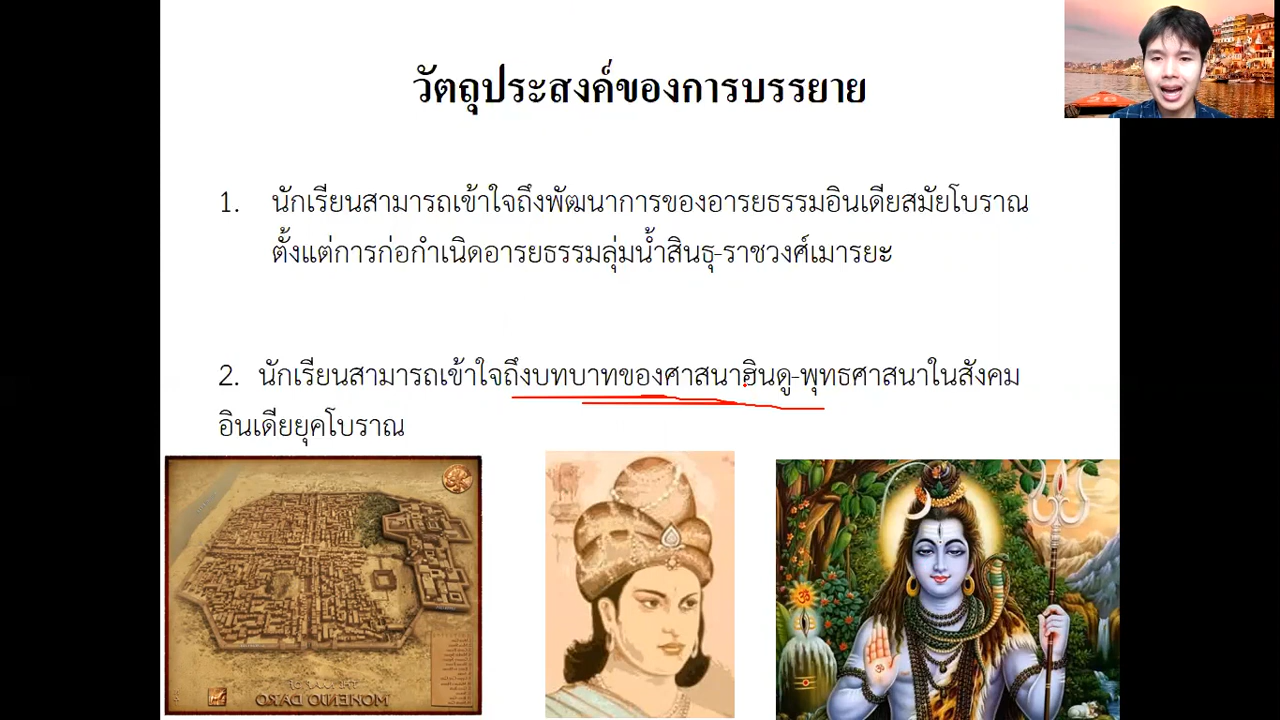 วัตถุประสงค์ของการบรรยาย
1. นักเรียนสามารถเข้าใจถึงพัฒนาการของอารยธรรมอินเดียสมัยโบราณ
ตั้งแต่การก่อกำเนิดอารยธรรมลุ่มน้ำสินธุ-ราชวงศ์เมารยะ
2. นักเรียนสามารถเข้าใจถึงบทบาทของศาสนาฮินดู-พุทธศาสนาในสังคม
อินเดียยุคโบราณ
ॐ
MOHENJO DARO